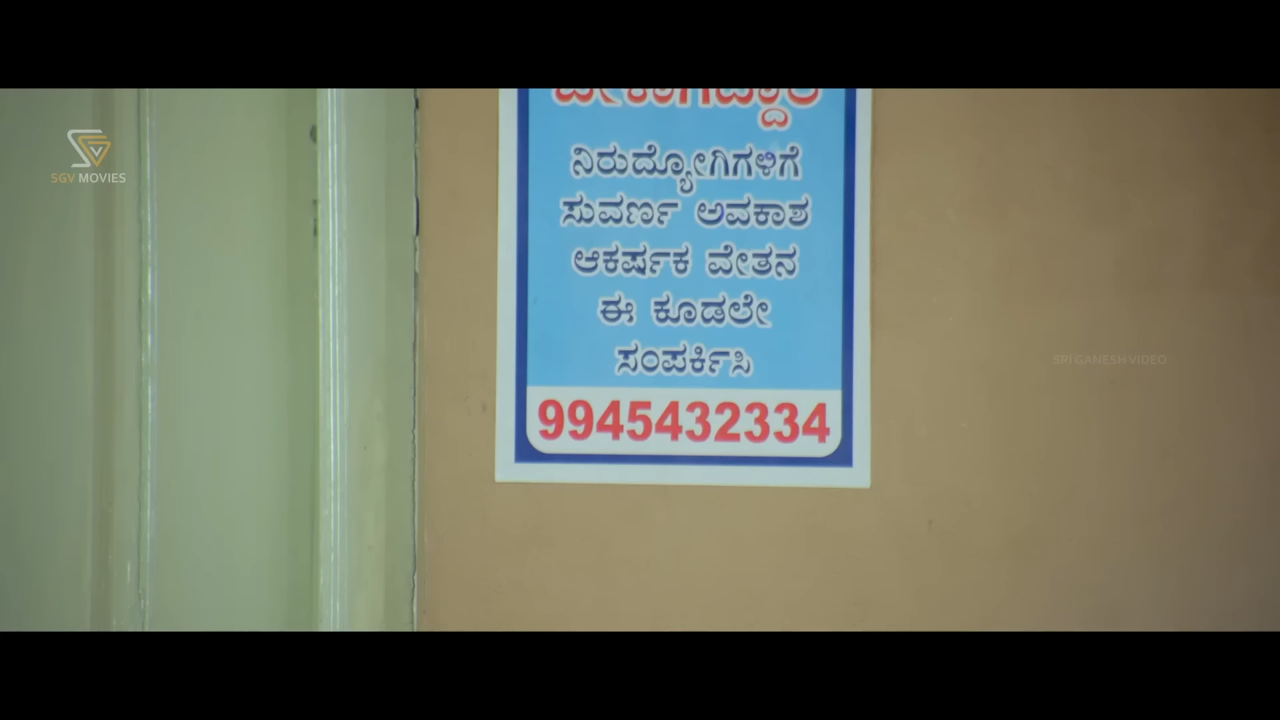 ಬೇಕಾಗಿದ್ದಾರೆ
ನಿರುದ್ಯೋಗಿಗಳಿಗೆ
ಸುವರ್ಣ ಅವಕಾಶ
ಆಕರ್ಷಕ ವೇತನ
ಈ ಕೂಡಲೇ
ಸಂಪರ್ಕಿಸಿ
9945432334
SGV MOVIES
SRI GANESH VIDEO